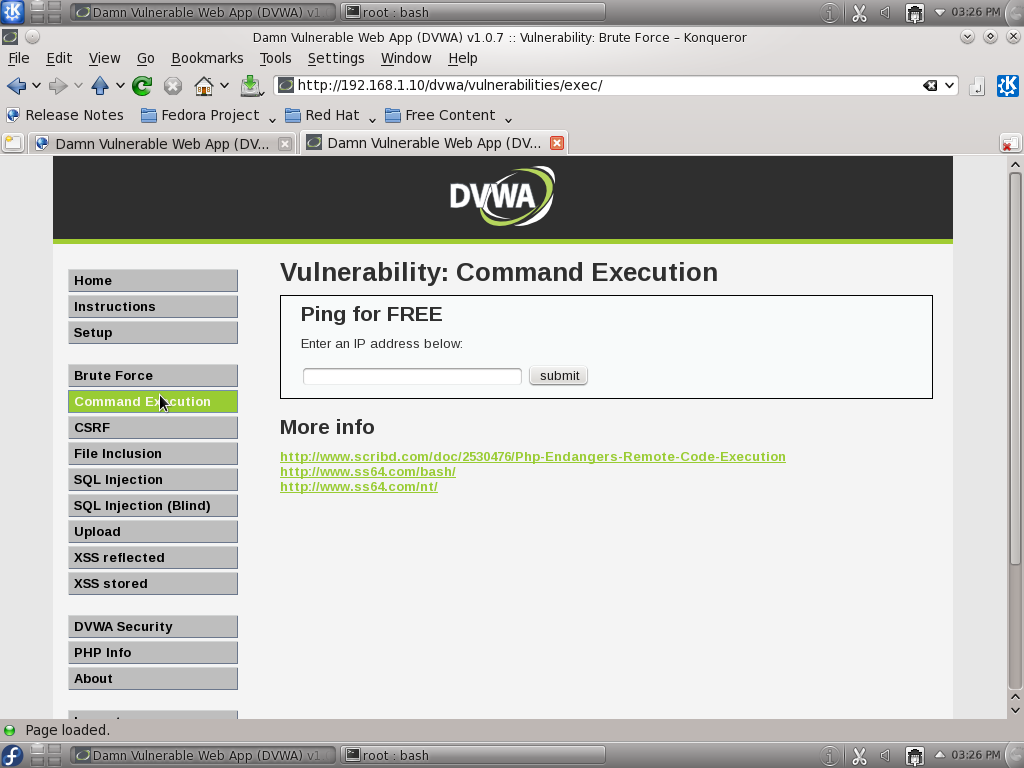 Damn Vulnerable Web App (DVWA) v1.
root : bash
03:26 PM
Damn Vulnerable Web App (DVWA) v1.0.7 :: Vulnerability: Brute Force – Konqueror
File Edit View Go Bookmarks Tools Settings Window Help
http://192.168.1.10/dvwa/vulnerabilities/exec/
Release Notes Fedora Project Red Hat Free Content
Damn Vulnerable Web App (DV...
Damn Vulnerable Web App (DV...
DVWA
Home
Instructions
Setup
Brute Force
Command Execution
CSRF
File Inclusion
SQL Injection
SQL Injection (Blind)
Upload
XSS reflected
XSS stored
DVWA Security
PHP Info
About
Vulnerability: Command Execution
Ping for FREE
Enter an IP address below:
submit
More info
http://www.scribd.com/doc/2530476/Php-Endangers-Remote-Code-Execution
http://www.ss64.com/bash/
http://www.ss64.com/nt/
Page loaded.
Damn Vulnerable Web App (DVWA) v1.
root : bash
03:26 PM